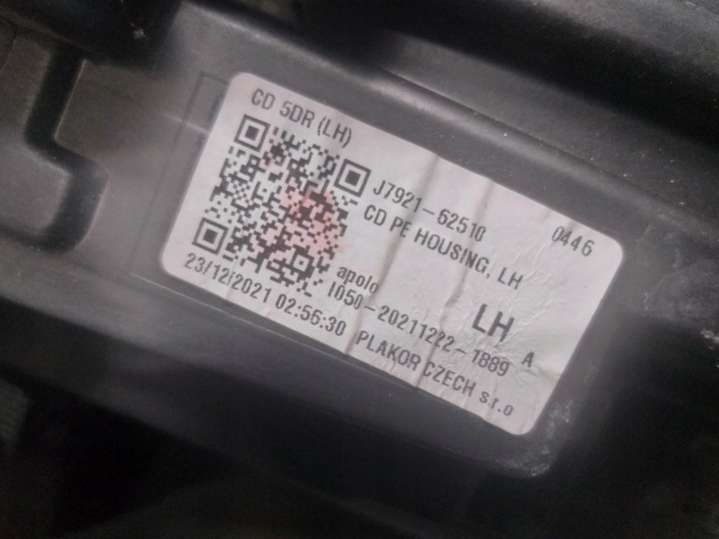 CD 5DR (LH)
J7921-62510 0446
CD PE HOUSING, LH
apolo LH A
I050-20211222-1889
23/12/2021 02:56:30 PLAKOR CZECH s.r.o